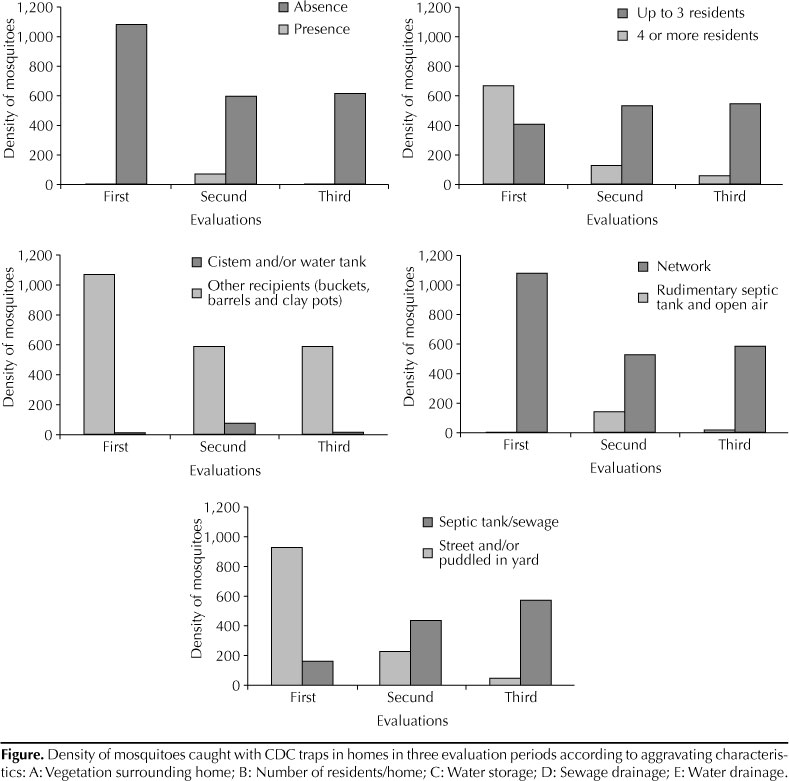 1,200
1,000
800
600
400
200
0
Density of mosquitoes
Absence
Presence
First
Secund
Third
Evaluations
1,200
1,000
800
600
400
200
0
Density of mosquitoes
Up to 3 residents
4 or more residents
First
Secund
Third
Evaluations
1,200
1,000
800
600
400
200
0
Density of mosquitoes
Cistem and/or water tank
Other recipients (buckets,
barrels and clay pots)
First
Secund
Third
Evaluations
1,200
1,000
800
600
400
200
0
Density of mosquitoes
Network
Rudimentary septic
tank and open air
First
Secund
Third
Evaluations
1,200
1,000
800
600
400
200
0
Density of mosquitoes
Septic tank/sewage
Street and/or
puddled in yard
First
Secund
Third
Evaluations
Figure. Density of mosquitoes caught with CDC traps in homes in three evaluation periods according to aggravating characteris-
tics: A: Vegetation surrounding home; B: Number of residents/home; C: Water storage; D: Sewage drainage; E: Water drainage.